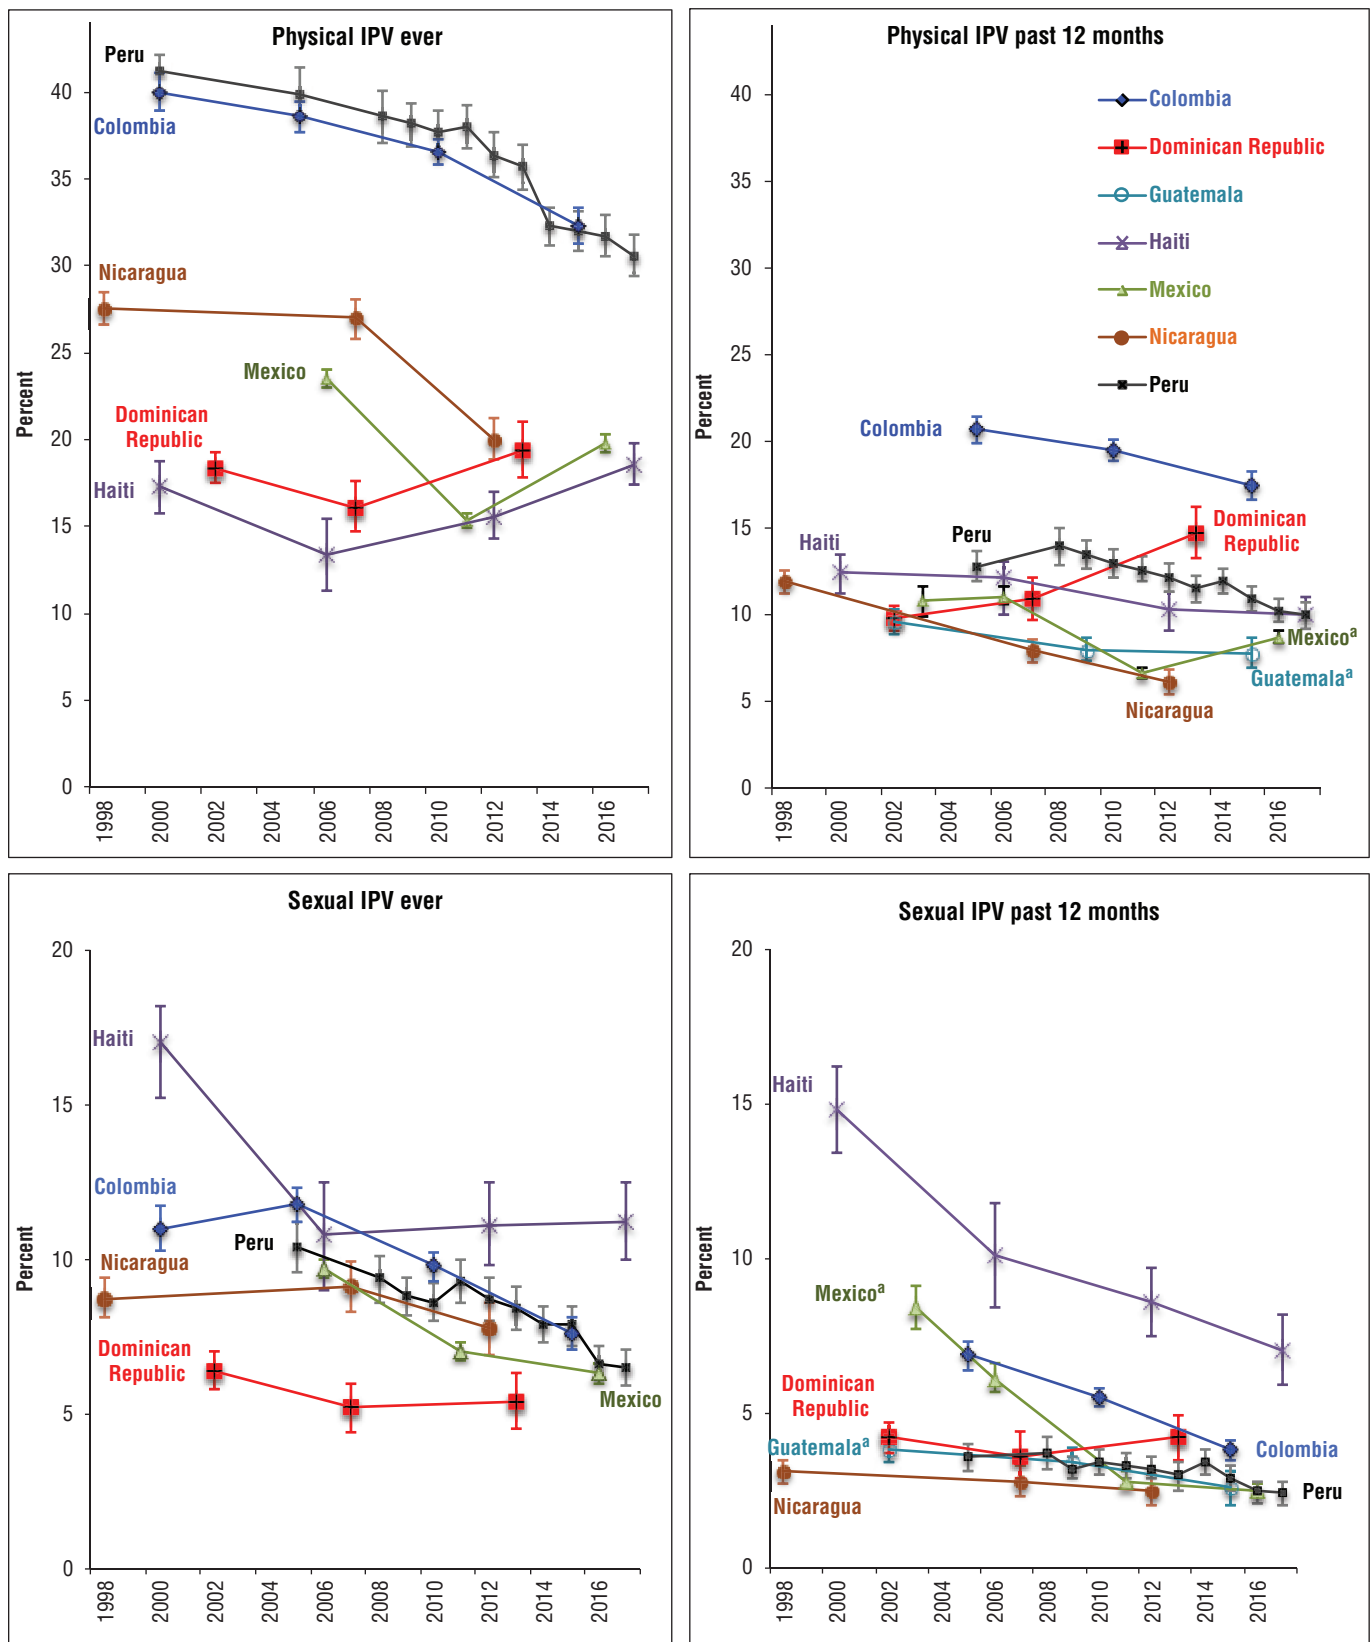 Physical IPV ever
Peru
40
Colombia
35
30
Nicaragua
25
Mexico
20
Dominican
Republic
Haiti
15
10
5
0
Percent
1998
2000
2002
2004
2006
2008
2010
2012
2014
2016
Physical IPV past 12 months
40
Colombia
Dominican Republic
35
Guatemala
Haiti
30
Mexico
Nicaragua
25
Peru
Colombia
20
15
Dominican
Republic
Peru
Haiti
10
Mexicoᵃ
Guatemalaᵃ
Nicaragua
5
0
Percent
1998
2000
2002
2004
2006
2008
2010
2012
2014
2016
Sexual IPV ever
20
Haiti
15
Colombia
Peru
Nicaragua
10
Dominican
Republic
Mexico
5
0
Percent
1998
2000
2002
2004
2006
2008
2010
2012
2014
2016
Sexual IPV past 12 months
20
Haiti
15
10
Mexicoᵃ
Dominican
Republic
5
Guatemalaᵃ
Colombia
Nicaragua
Peru
0
Percent
1998
2000
2002
2004
2006
2008
2010
2012
2014
2016